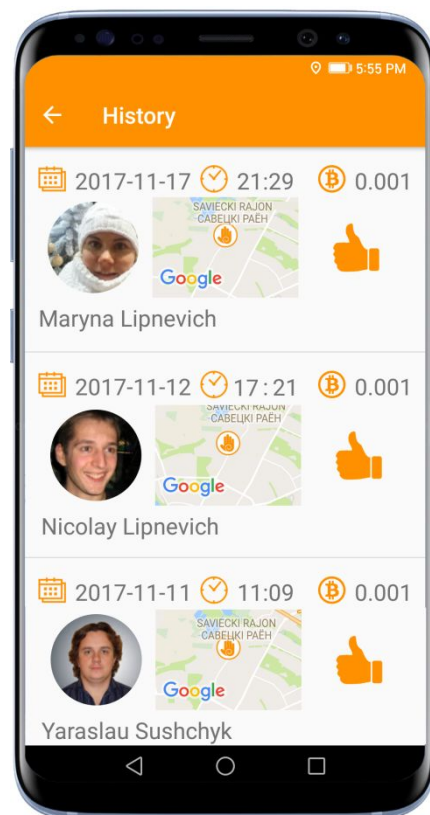 5:55 PM
History
2017-11-17 21:29 0.001
SAVIECKI RAJON
САВЕЦКІ РАЁН
Google
Maryna Lipnevich
2017-11-12 17:21 0.001
SAVIECKI RAJON
САВЕЦКІ РАЁН
Google
Nicolay Lipnevich
2017-11-11 11:09 0.001
SAVIECKI RAJON
САВЕЦКІ РАЁН
Google
Yaraslau Sushchyk